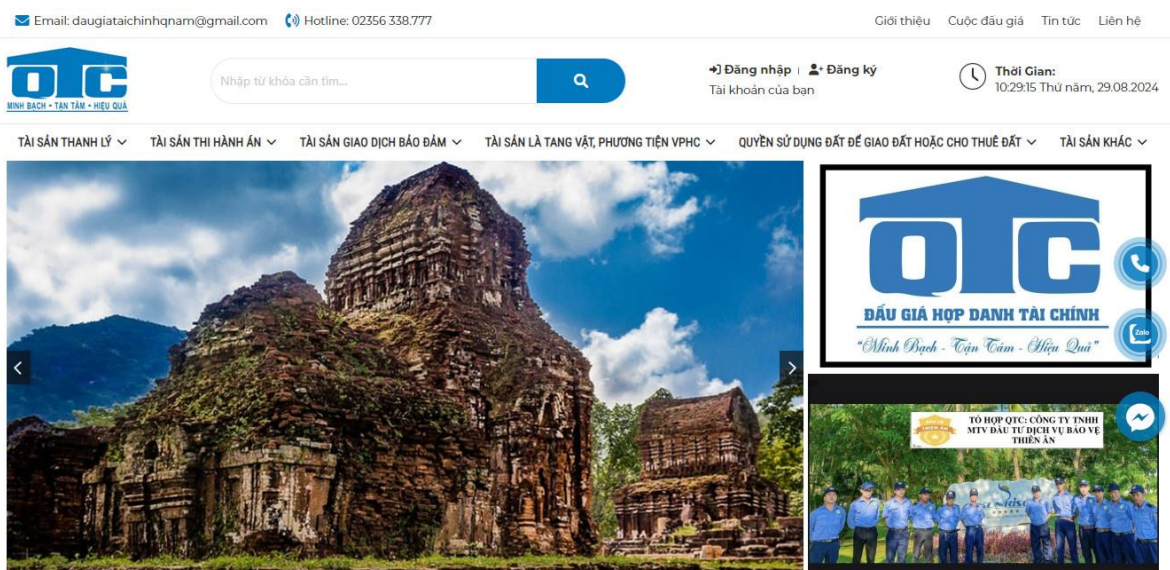 Email: daugiataichinhqnam@gmail.com
Hotline: 02356 338.777
Giới thiệu
Cuộc đấu giá
Tin tức
Liên hệ
QTC
MINH BẠCH • TẬN TÂM • HIỆU QUẢ
Nhập từ khóa cần tìm...
Đăng nhập | Đăng ký
Tài khoản của bạn
Thời Gian:
10:29:15 Thứ năm, 29.08.2024
TÀI SẢN THANH LÝ
TÀI SẢN THI HÀNH ÁN
TÀI SẢN GIAO DỊCH BẢO ĐẢM
TÀI SẢN LÀ TANG VẬT, PHƯƠNG TIỆN VPHC
QUYỀN SỬ DỤNG ĐẤT ĐỂ GIAO ĐẤT HOẶC CHO THUÊ ĐẤT
TÀI SẢN KHÁC
QTC
ĐẤU GIÁ HỢP DANH TÀI CHÍNH
"Minh Bạch - Tận Tâm - Hiệu Quả"
Zalo
THIÊN ÂN
TỔ HỢP QTC: CÔNG TY TNHH
MTV ĐẦU TƯ DỊCH VỤ BẢO VỆ
THIÊN ÂN